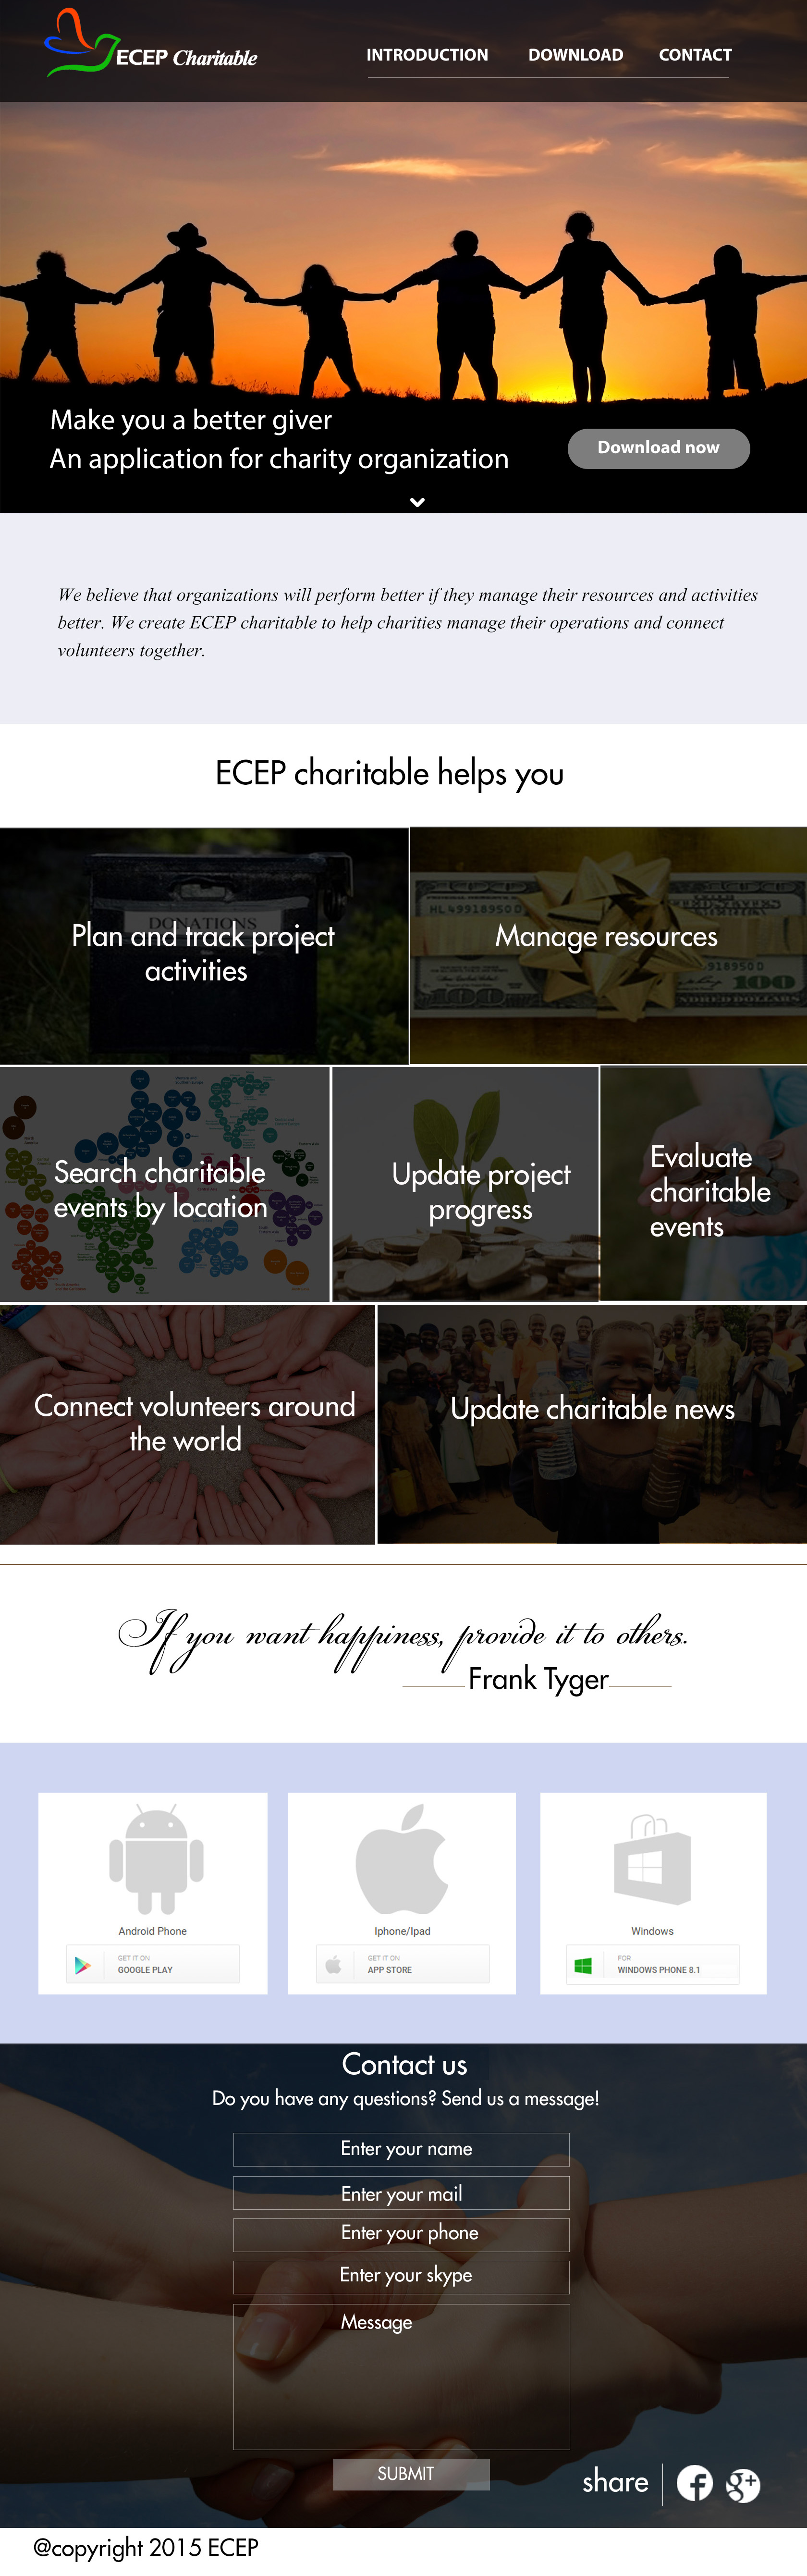 ECEP Charitable
INTRODUCTION DOWNLOAD CONTACT
Make you a better giver
An application for charity organization
Download now
We believe that organizations will perform better if they manage their resources and activities
better. We create ECEP charitable to help charities manage their operations and connect
volunteers together.
ECEP charitable helps you
DONATIONS
Plan and track project
activities
HL49918950D
Manage resources
918950D
100
100
NDRED DOLLARS
Search charitable
events by location
Update project
progress
Evaluate
charitable
events
Connect volunteers around
the world
Update charitable news
If you want happiness, provide it to others.
Frank Tyger
Android Phone
GET IT ON
GOOGLE PLAY
Iphone/Ipad
GET IT ON
APP STORE
Windows
FOR
WINDOWS PHONE 8.1
Contact us
Do you have any questions? Send us a message!
Enter your name
Enter your mail
Enter your phone
Enter your skype
Message
SUBMIT
share
@copyright 2015 ECEP